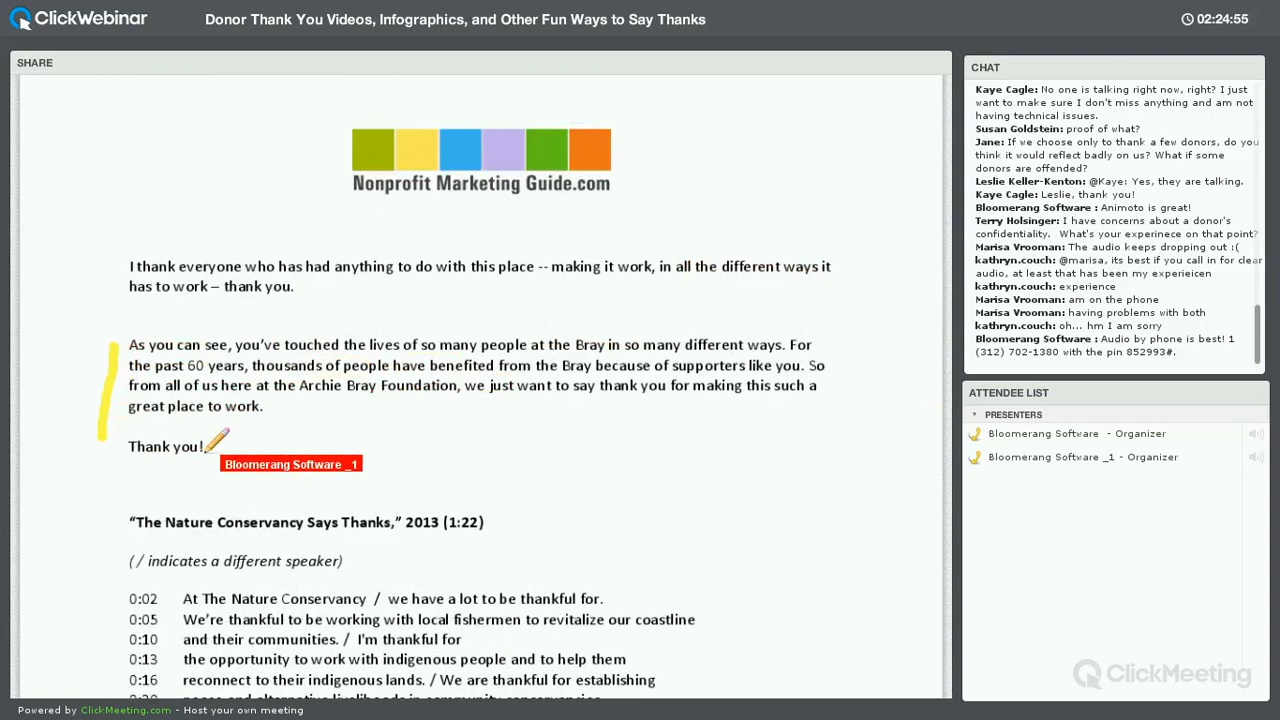 ClickWebinar
Donor Thank You Videos, Infographics, and Other Fun Ways to Say Thanks
02:24:55
SHARE
Nonprofit Marketing Guide.com
I thank everyone who has had anything to do with this place -- making it work, in all the different ways it
has to work – thank you.
As you can see, you’ve touched the lives of so many people at the Bray in so many different ways. For
the past 60 years, thousands of people have benefited from the Bray because of supporters like you. So
from all of us here at the Archie Bray Foundation, we just want to say thank you for making this such a
great place to work.
Thank you!
Bloomerang Software _1
“The Nature Conservancy Says Thanks,” 2013 (1:22)
( / indicates a different speaker)
0:02 At The Nature Conservancy / we have a lot to be thankful for.
0:05 We’re thankful to be working with local fishermen to revitalize our coastline
0:10 and their communities. / I'm thankful for
0:13 the opportunity to work with indigenous people and to help them
0:16 reconnect to their indigenous lands. / We are thankful for establishing
CHAT
Kaye Cagle: No one is talking right now, right? I just
want to make sure I don't miss anything and am not
having technical issues.
Susan Goldstein: proof of what?
Jane: If we choose only to thank a few donors, do you
think it would reflect badly on us? What if some
donors are offended?
Leslie Keller-Kenton: @Kaye: Yes, they are talking.
Kaye Cagle: Leslie, thank you!
Bloomerang Software : Animoto is great!
Terry Holsinger: I have concerns about a donor's
confidentiality. What's your experinece on that point?
Marisa Vrooman: The audio keeps dropping out :(
kathryn.couch: @marisa, its best if you call in for clear
audio, at least that has been my experieicen
kathryn.couch: experience
Marisa Vrooman: am on the phone
Marisa Vrooman: having problems with both
kathryn.couch: oh... hm I am sorry
Bloomerang Software: Audio by phone is best! 1
(312) 702-1380 with the pin 852993#.
ATTENDEE LIST
PRESENTERS
Bloomerang Software - Organizer
Bloomerang Software _1 - Organizer
ClickMeeting
Powered by ClickMeeting.com - Host your own meeting